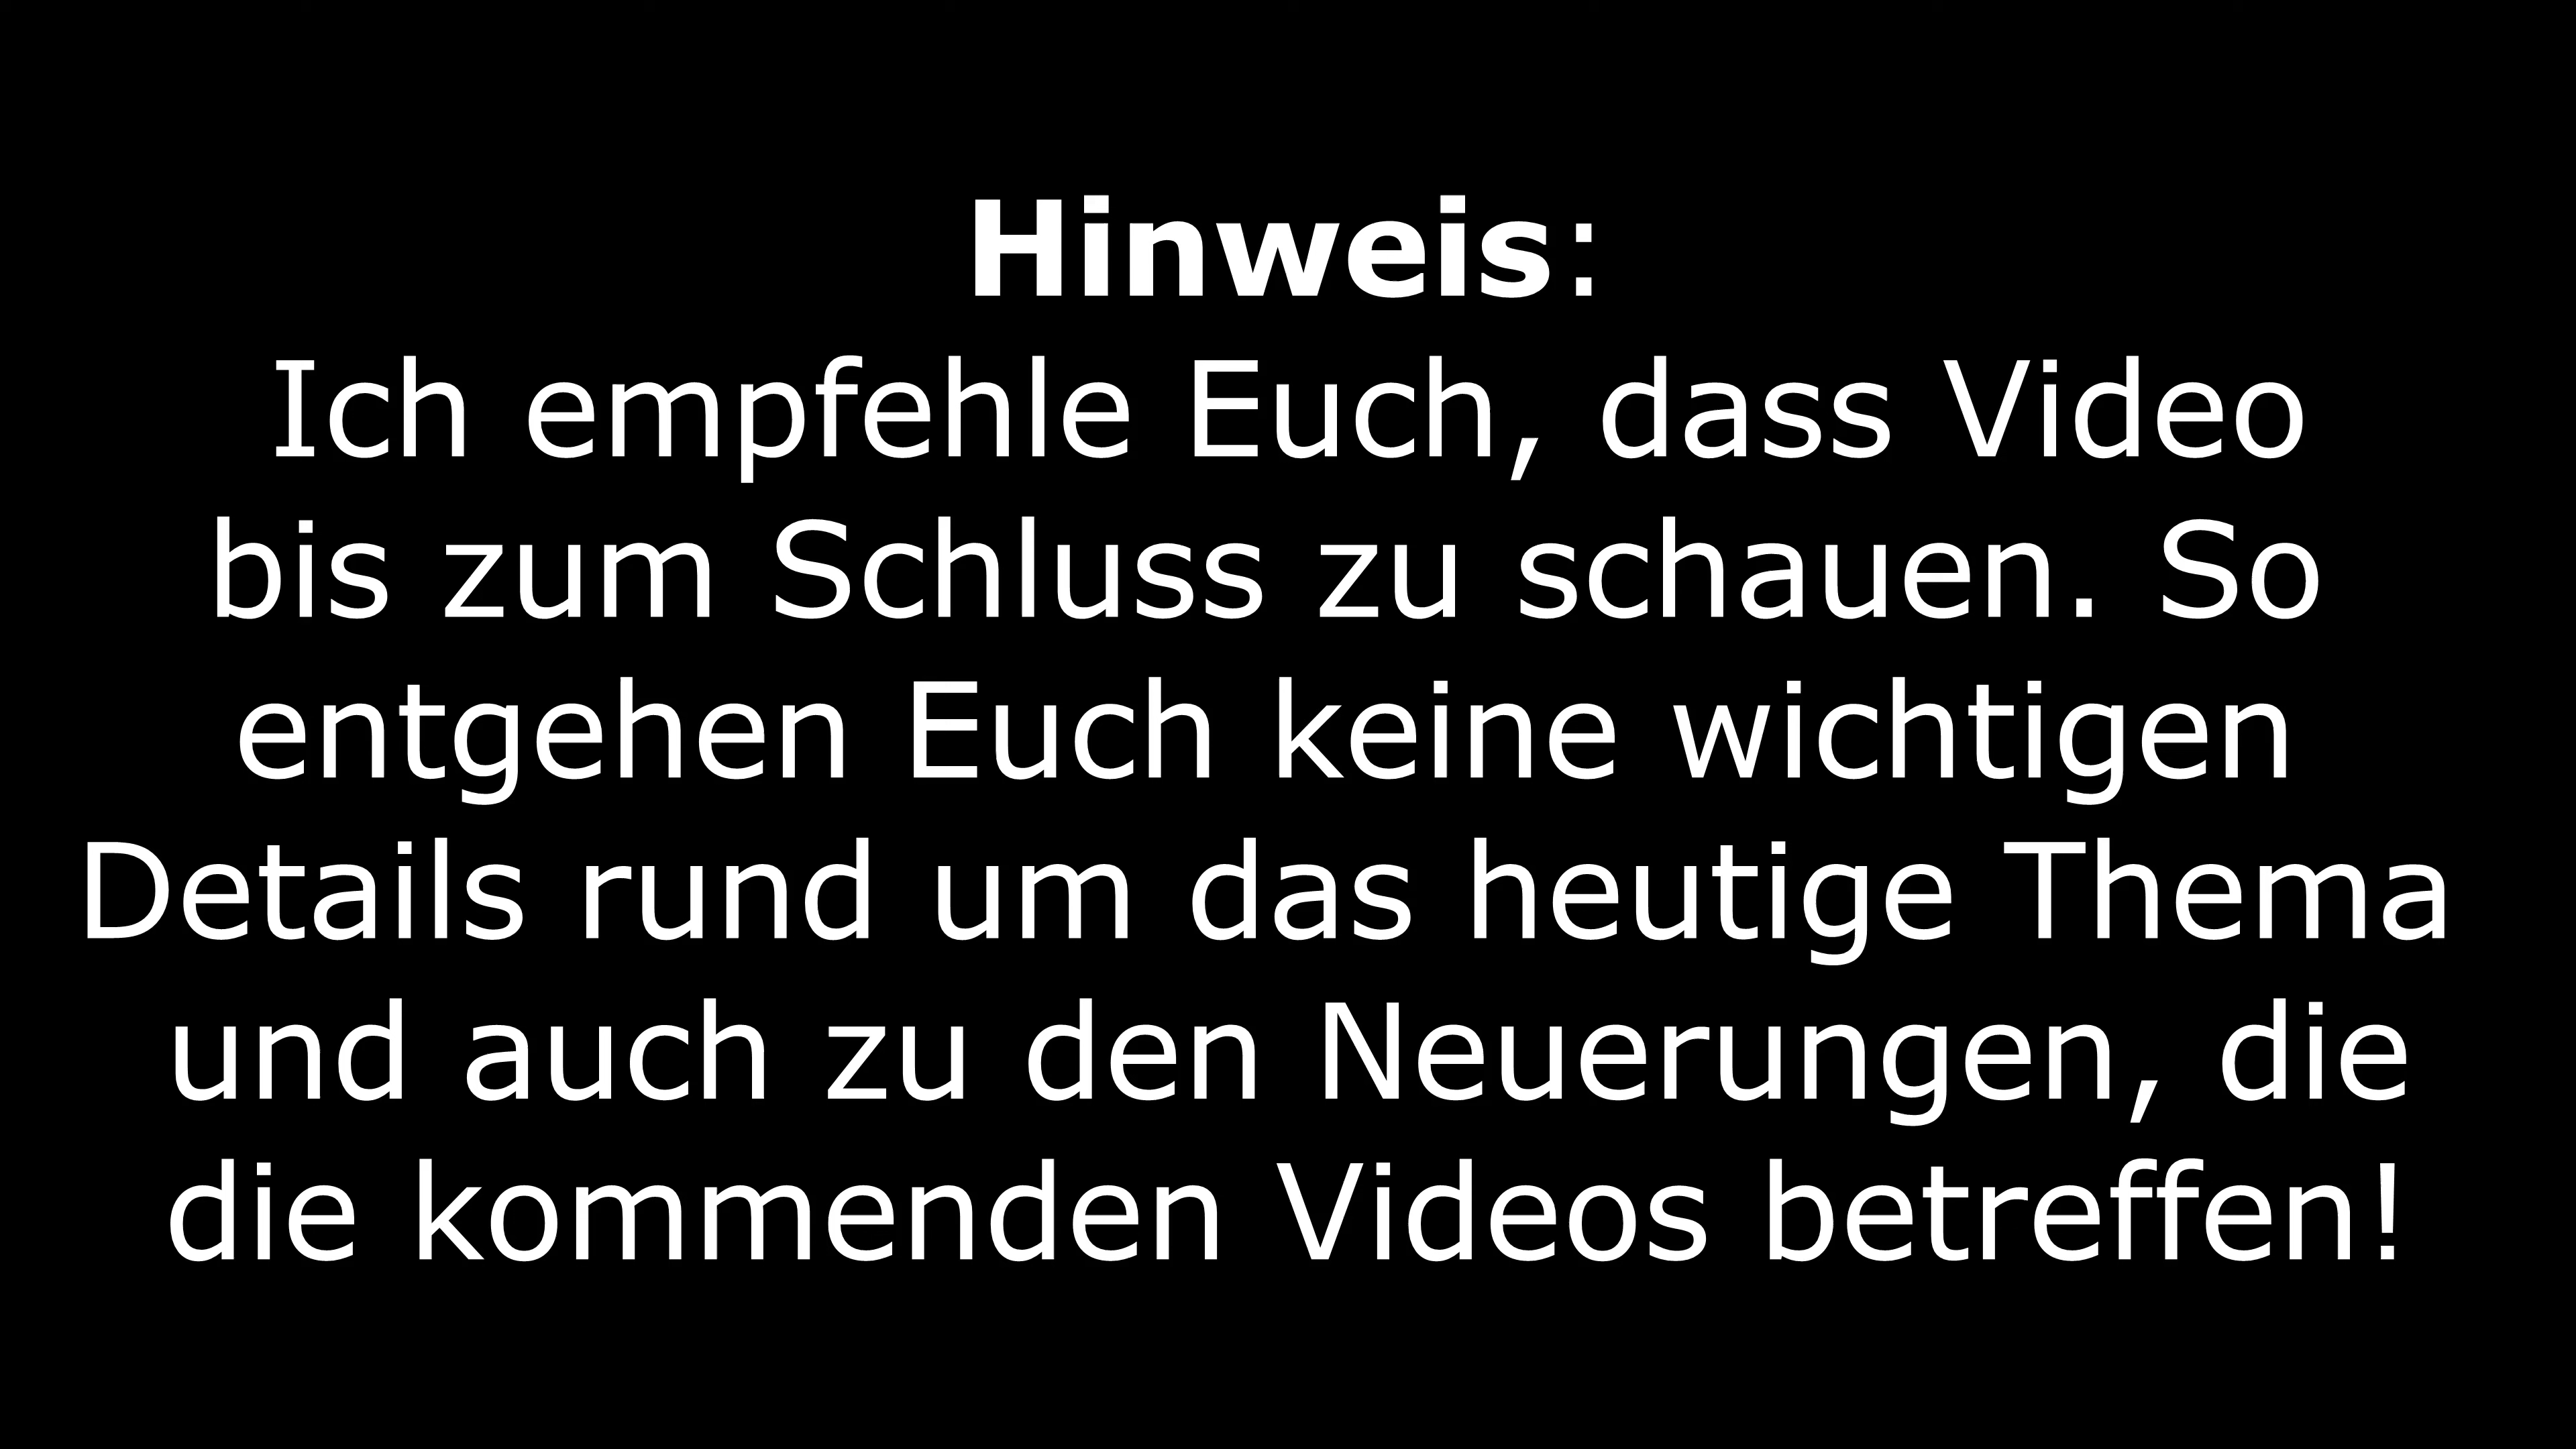 Hinweis:
Ich empfehle Euch, dass Video
bis zum Schluss zu schauen. So
entgehen Euch keine wichtigen
Details rund um das heutige Thema
und auch zu den Neuerungen, die
die kommenden Videos betreffen!